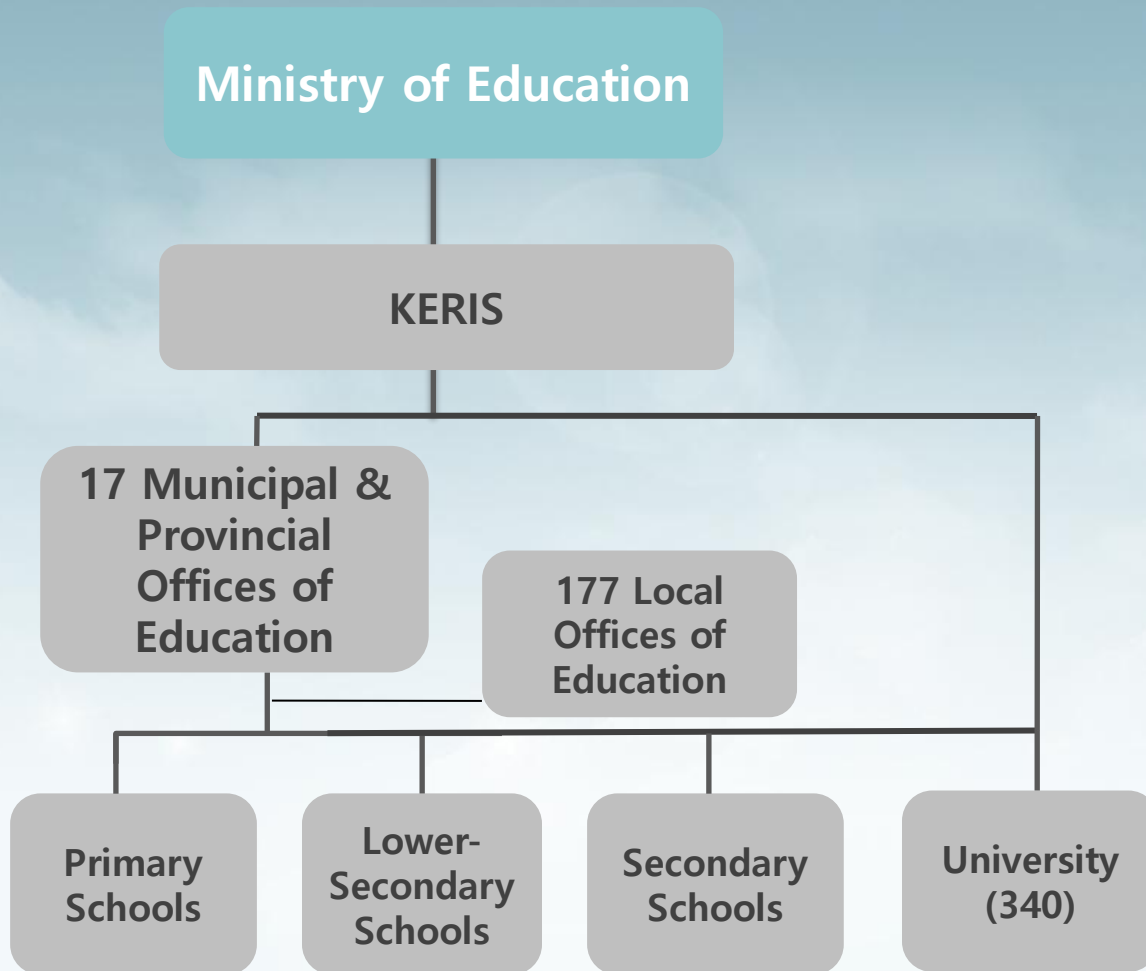 Ministry of Education
KERIS
17 Municipal &
Provincial
Offices of
Education
177 Local
Offices of
Education
Primary
Schools
Lower-
Secondary
Schools
Secondary
Schools
University
(340)